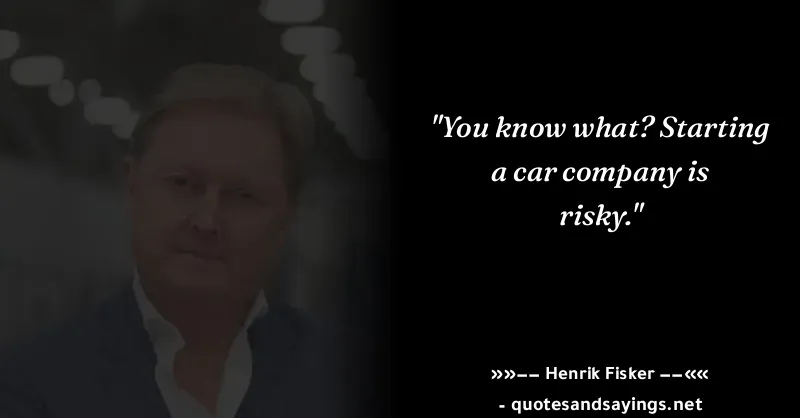 "You know what? Starting
a car company is
risky."
»»−− Henrik Fisker −−««
- quotesandsayings.net